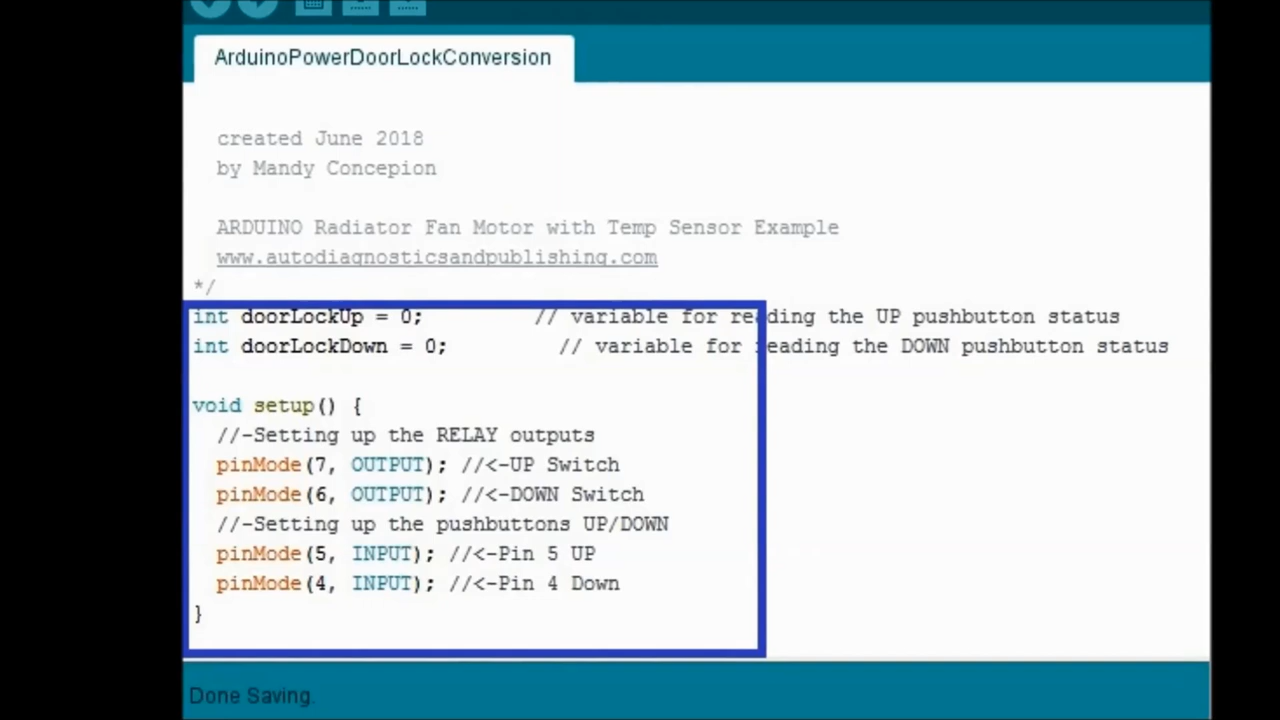 ArduinoPowerDoorLockConversion
created June 2018
by Mandy Concepion
ARDUINO Radiator Fan Motor with Temp Sensor Example
www.autodiagnosticsandpublishing.com
*/
int doorLockUp = 0; // variable for reading the UP pushbutton status
int doorLockDown = 0; // variable for reading the DOWN pushbutton status
void setup() {
//-Setting up the RELAY outputs
pinMode(7, OUTPUT); //<-UP Switch
pinMode(6, OUTPUT); //<-DOWN Switch
//-Setting up the pushbuttons UP/DOWN
pinMode(5, INPUT); //<-Pin 5 UP
pinMode(4, INPUT); //<-Pin 4 Down
}
Done Saving.